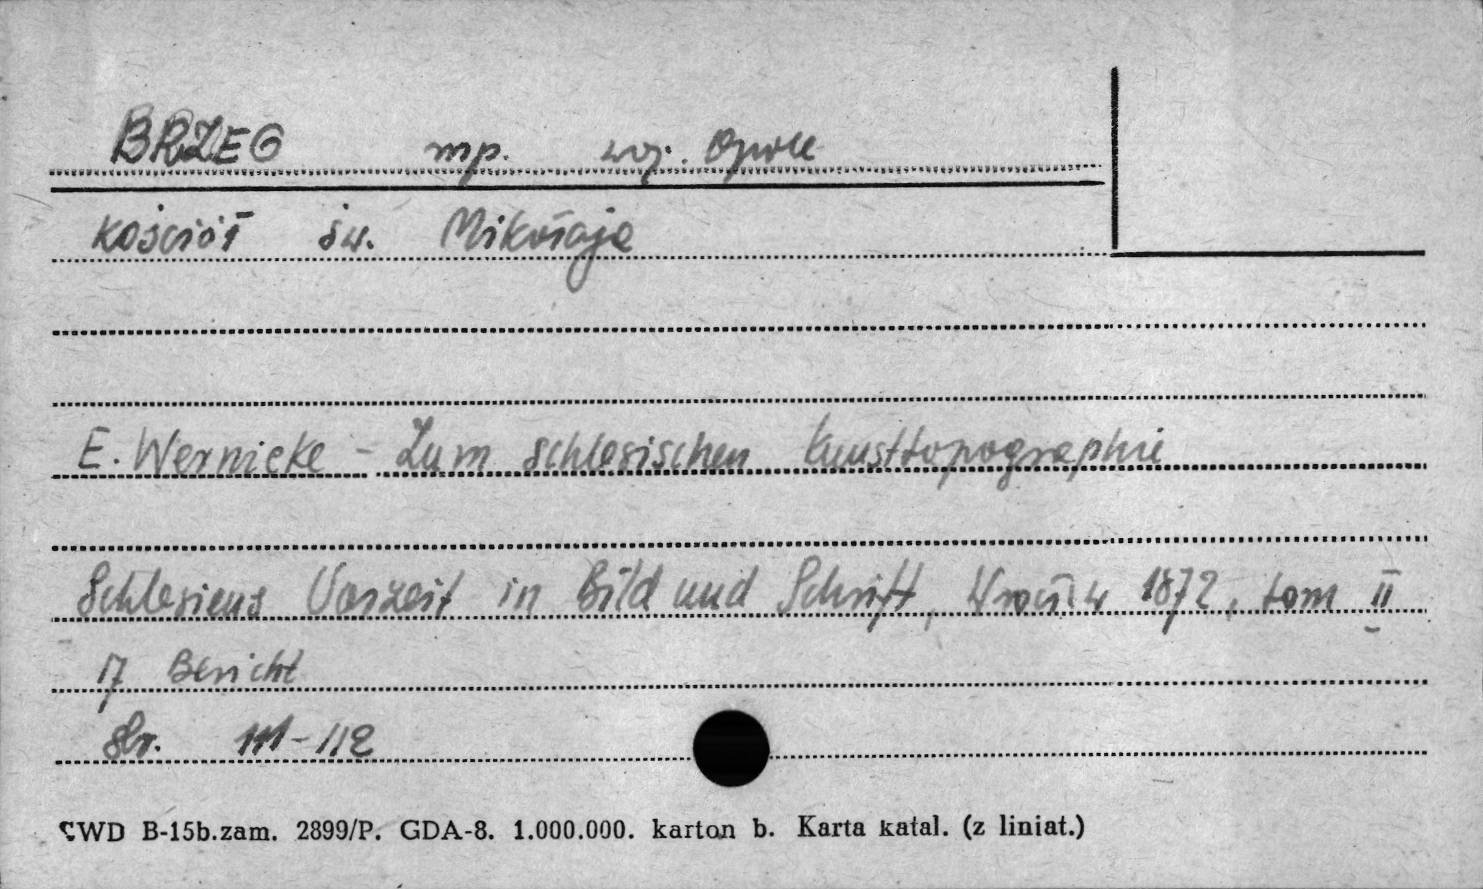 BRZEG mp. woj. Opole
kościół św. Mikołaja
E. Wernicke - Zum schlesischen Kunsttopographie
Schlesiens Vorzeit in Bild und Schrift, Wrocław 1872, tom II
17 Bericht
Str. 111-112
CWD B-15b.zam. 2899/P. GDA-8. 1.000.000. karton b. Karta katal. (z liniat.)